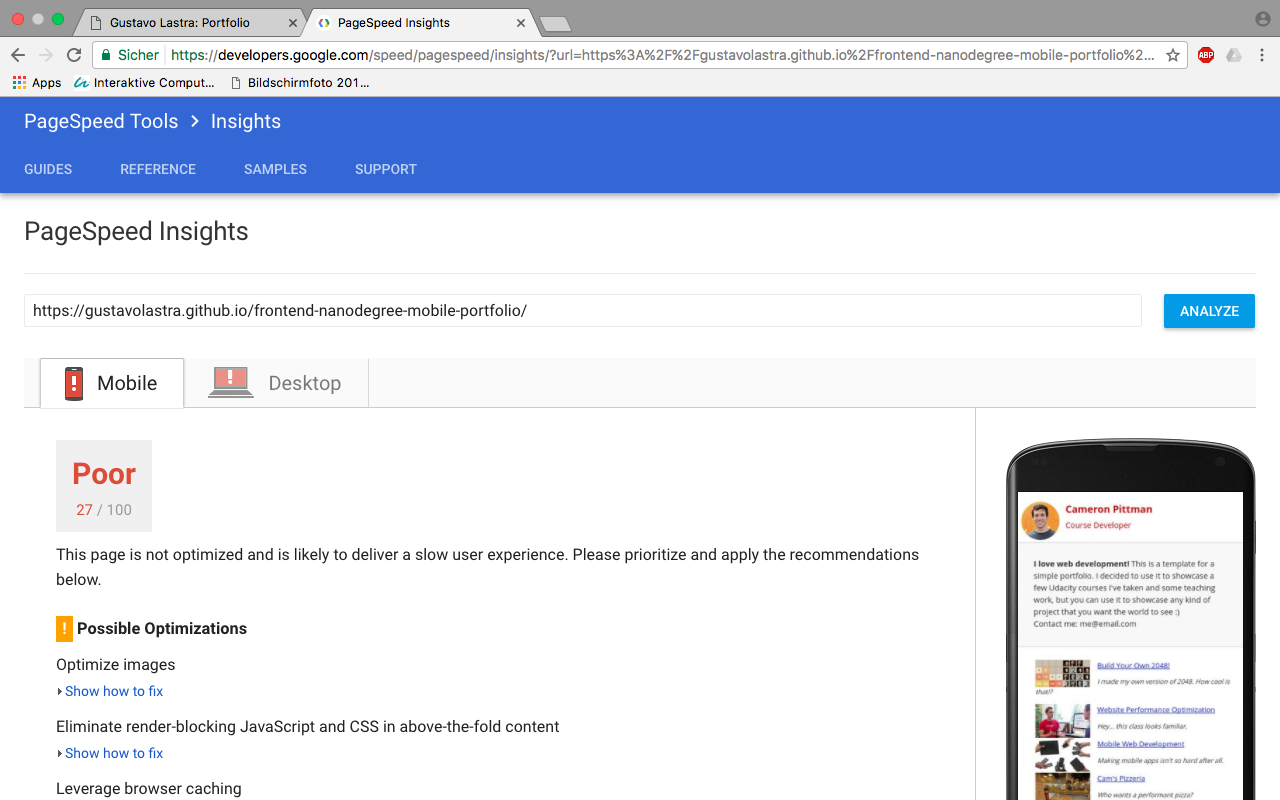 Gustavo Lastra: Portfolio
PageSpeed Insights
Sicher
https://developers.google.com/speed/pagespeed/insights/?url=https%3A%2F%2Fgustavolastra.github.io%2Ffrontend-nanodegree-mobile-portfolio%2...
ABP
Apps
Interaktive Comput...
Bildschirmfoto 201...
PageSpeed Tools
Insights
GUIDES
REFERENCE
SAMPLES
SUPPORT
PageSpeed Insights
https://gustavolastra.github.io/frontend-nanodegree-mobile-portfolio/
ANALYZE
Mobile
Desktop
Poor
27 / 100
This page is not optimized and is likely to deliver a slow user experience. Please prioritize and apply the recommendations
below.
! Possible Optimizations
Optimize images
Show how to fix
Eliminate render-blocking JavaScript and CSS in above-the-fold content
Show how to fix
Leverage browser caching
Cameron Pittman
Course Developer
I love web development! This is a template for a
simple portfolio. I decided to use it to showcase a
few Udacity courses I've taken and some teaching
work, but you can use it to showcase any kind of
project that you want the world to see :)
Contact me: me@email.com
Build Your Own 2048!
I made my own version of 2048. How cool is
that!?
Website Performance Optimization
Hey... this class looks familiar.
Mobile Web Development
Making mobile apps isn't so hard after all.
Cam's Pizzeria
Who wants a performant pizza?